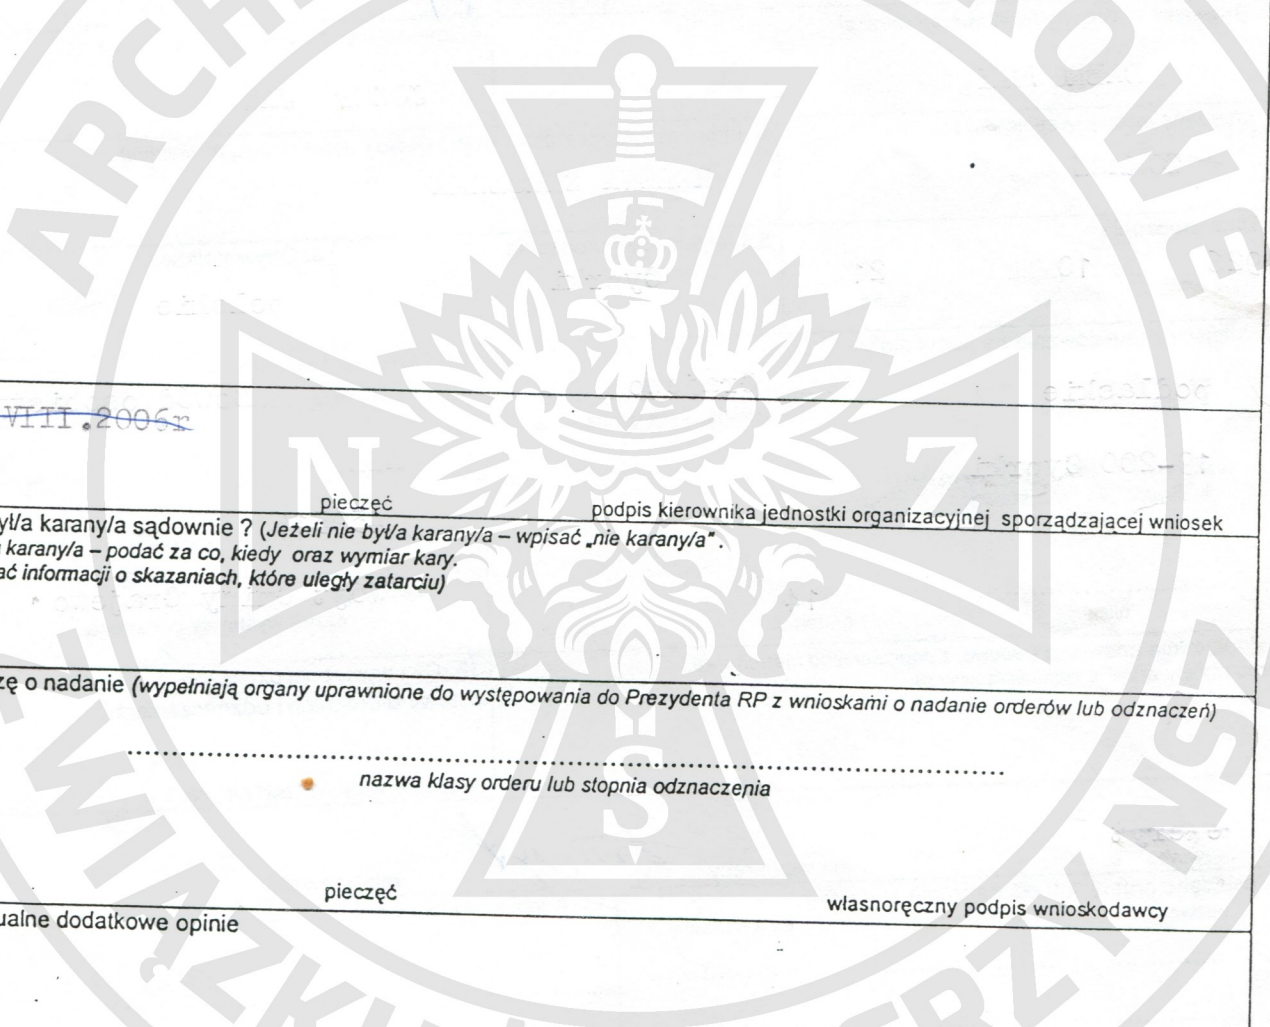 VIII.2006r
pieczęć podpis kierownika jednostki organizacyjnej sporządzającej wniosek
był/a karany/a sądownie ? (Jeżeli nie był/a karany/a – wpisać „nie karany/a".
karany/a – podać za co, kiedy oraz wymiar kary.
ać informacji o skazaniach, które uległy zatarciu)
zę o nadanie (wypełniają organy uprawnione do występowania do Prezydenta RP z wnioskami o nadanie orderów lub odznaczeń)
nazwa klasy orderu lub stopnia odznaczenia
pieczęć własnoręczny podpis wnioskodawcy
ualne dodatkowe opinie
N Z
S
podlaskie